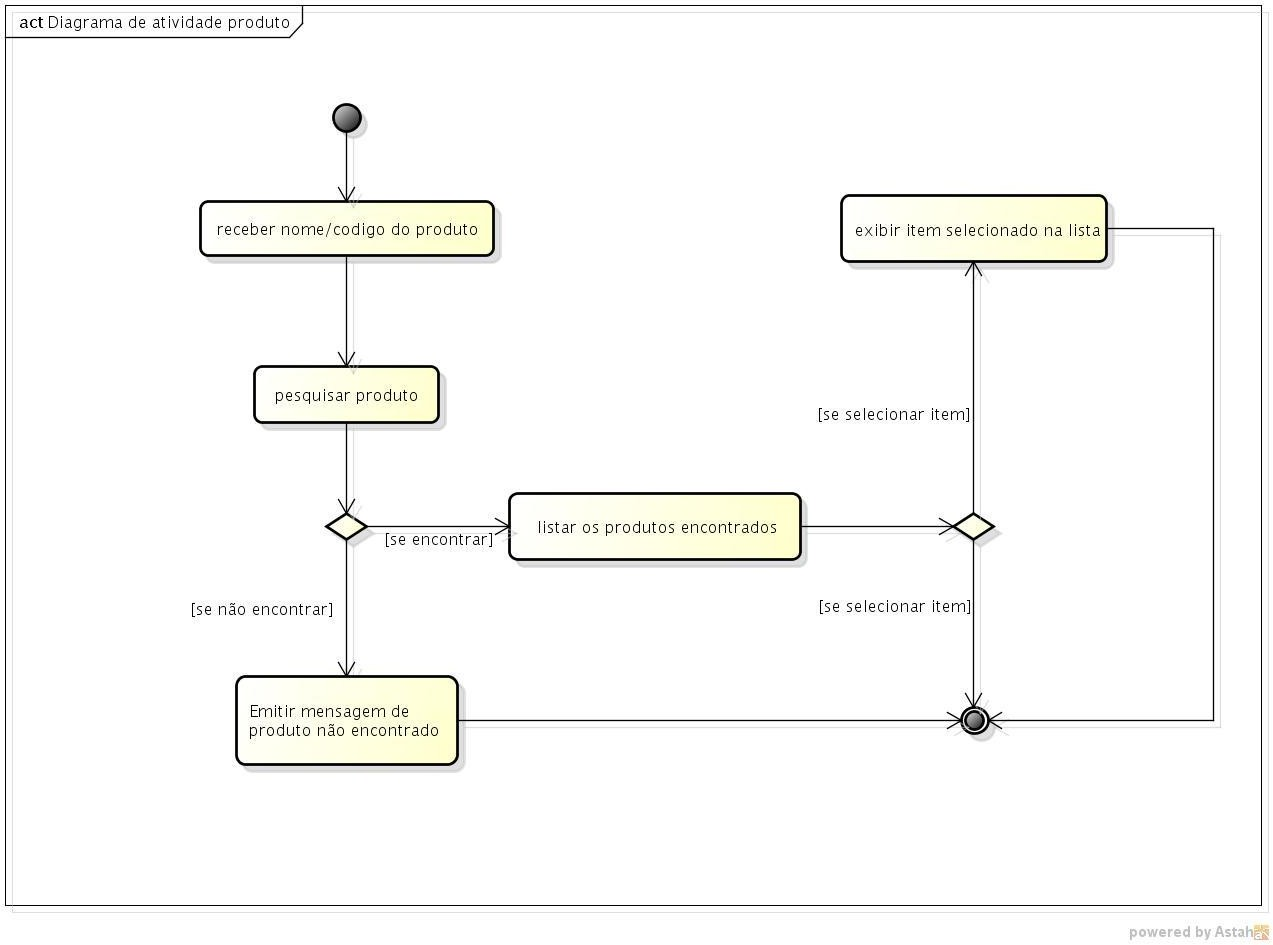 act Diagrama de atividade produto
receber nome/codigo do produto
exibir item selecionado na lista
pesquisar produto
[se selecionar item]
listar os produtos encontrados
[se encontrar]
[se não encontrar]
[se selecionar item]
Emitir mensagem de
produto não encontrado
powered by Astah